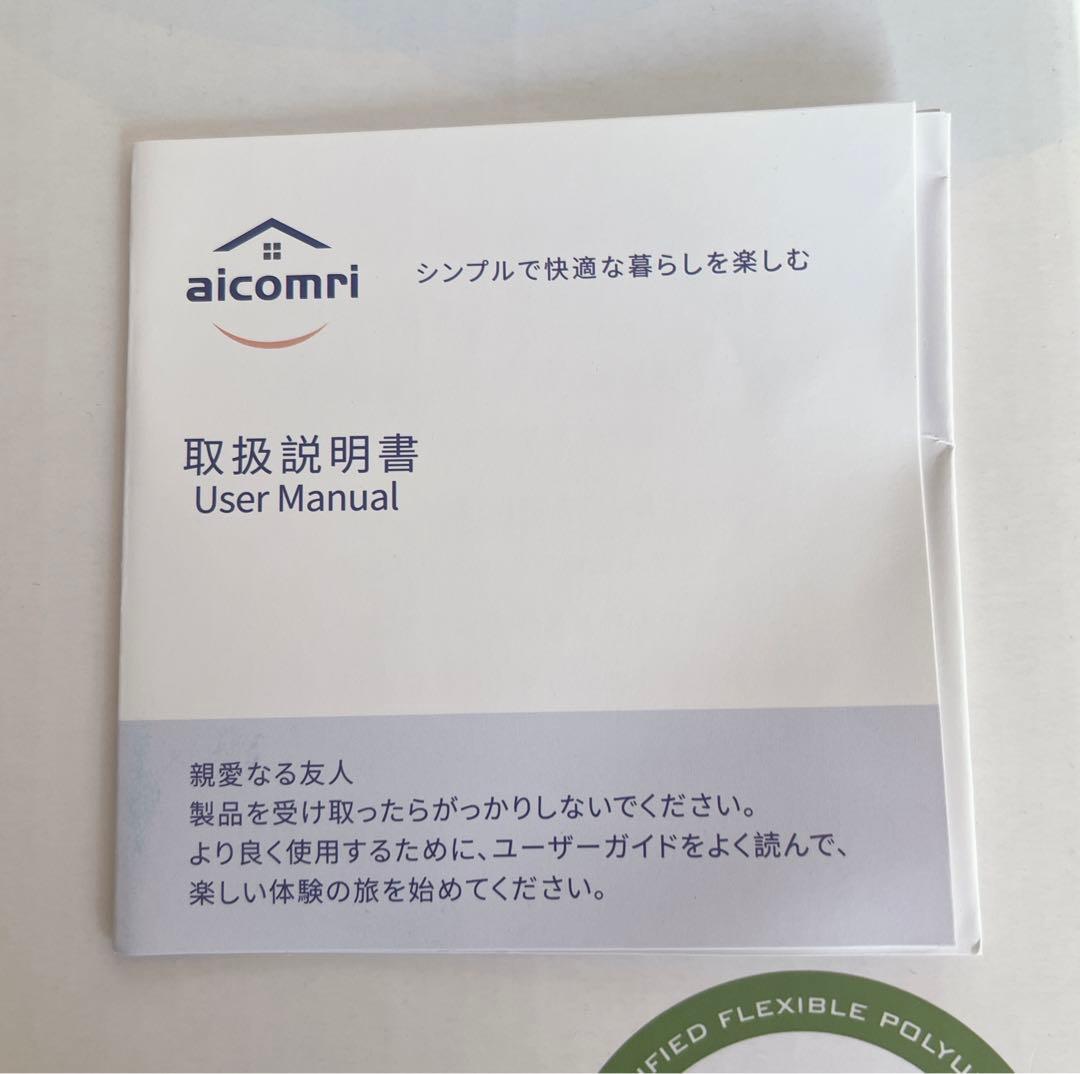 aicomri
シンプルで快適な暮らしを楽しむ
取扱説明書
User Manual
親愛なる友人
製品を受け取ったらがっかりしないでください。
より良く使用するために、ユーザーガイドをよく読んで、
楽しい体験の旅を始めてください。
FLEXIBLE